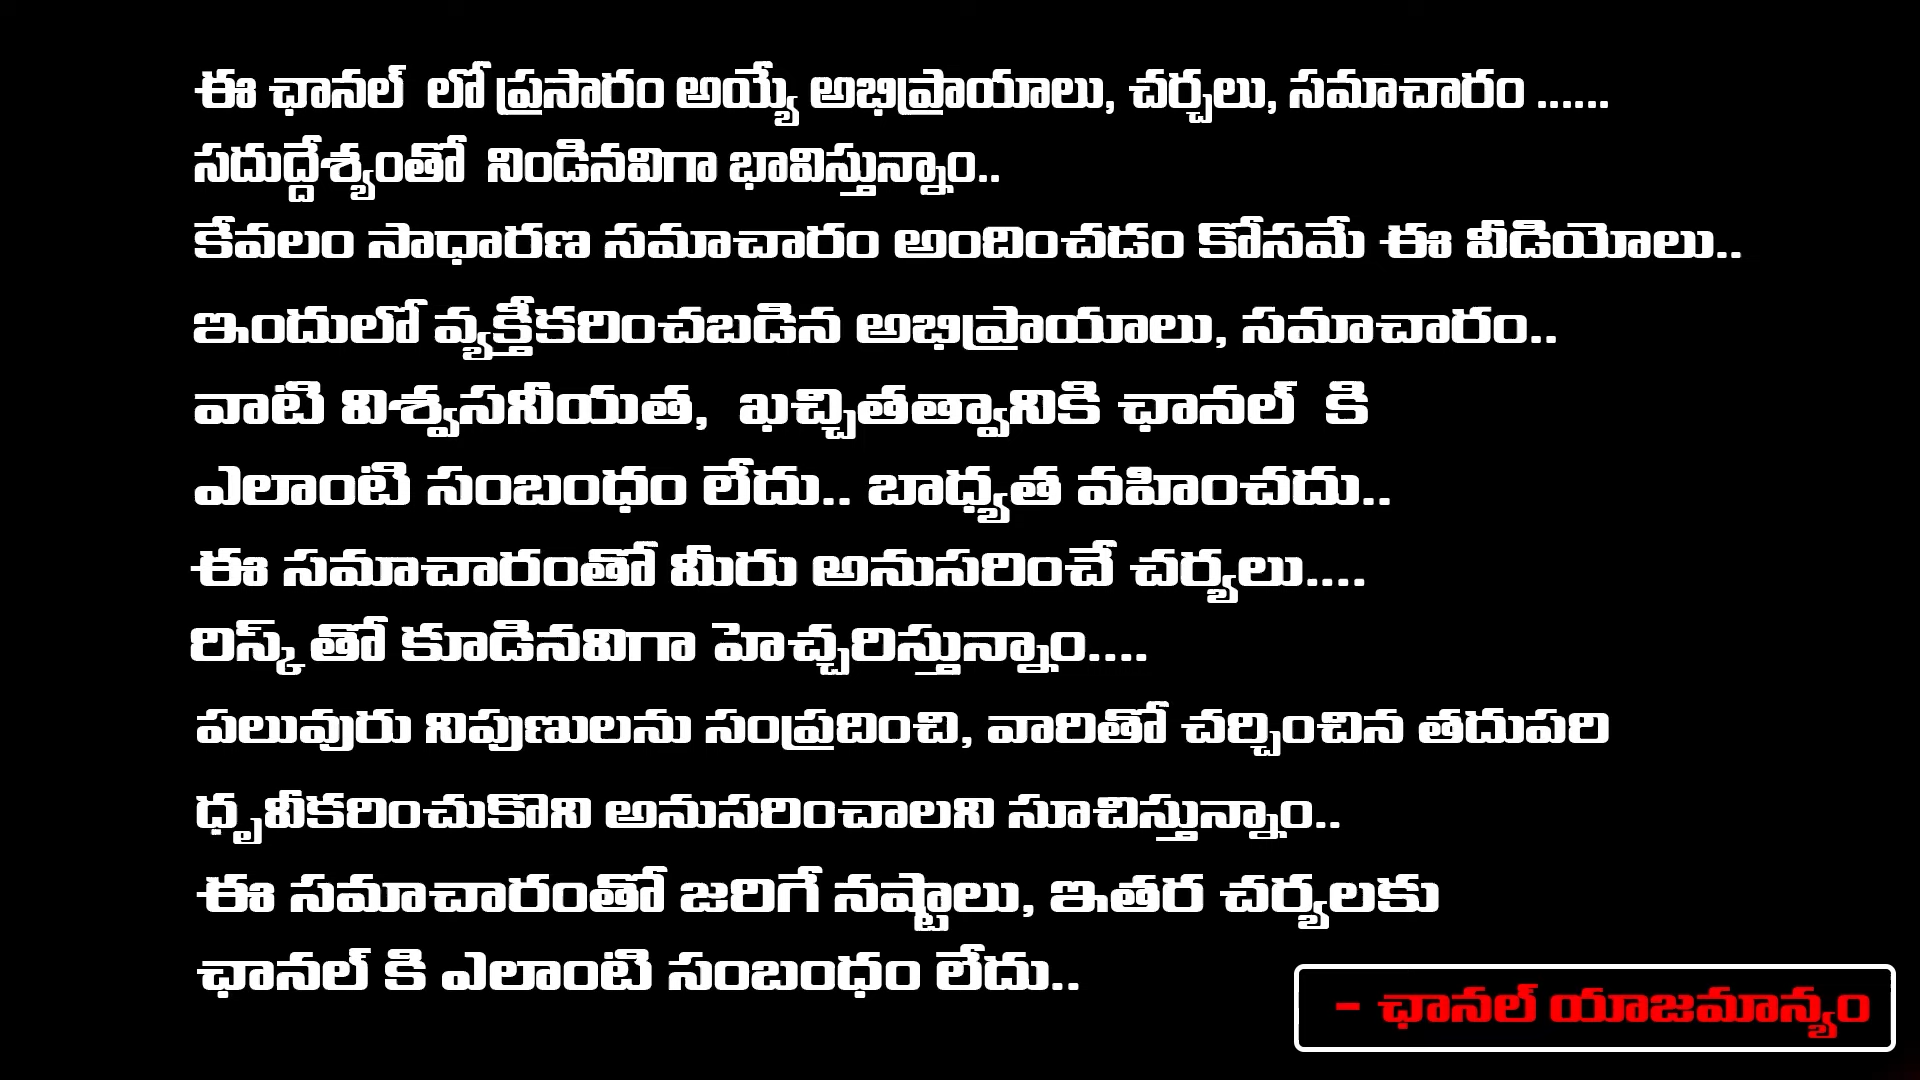 ఈ ఛానల్ లో ప్రసారం అయ్యే అభిప్రాయాలు, చర్చలు, సమాచారం ......
సదుద్దేశ్యంతో నిండినవిగా భావిస్తున్నాం..
కేవలం సాధారణ సమాచారం అందించడం కోసమే ఈ వీడియోలు..
ఇందులో వ్యక్తీకరించబడిన అభిప్రాయాలు, సమాచారం..
వాటి విశ్వసనీయత, ఖచ్చితత్వానికి ఛానల్ కి
ఎలాంటి సంబంధం లేదు.. బాధ్యత వహించదు..
ఈ సమాచారంతో మీరు అనుసరించే చర్యలు....
రిస్క్ తో కూడినవిగా హెచ్చరిస్తున్నాం....
పలువురు నిపుణులను సంప్రదించి, వారితో చర్చించిన తదుపరి
ధృవీకరించుకొని అనుసరించాలని సూచిస్తున్నాం..
ఈ సమాచారంతో జరిగే నష్టాలు, ఇతర చర్యలకు
ఛానల్ కి ఎలాంటి సంబంధం లేదు..
- ఛానల్ యాజమాన్యం